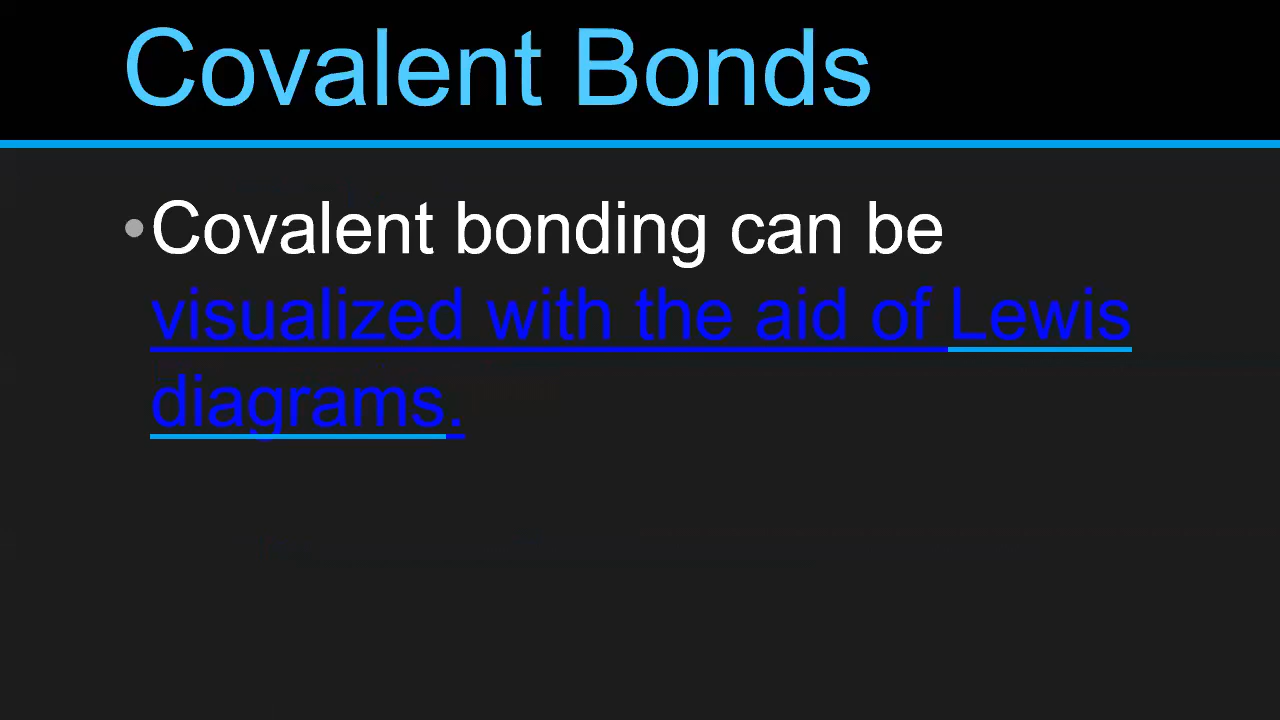 Covalent Bonds
•Covalent bonding can be
visualized with the aid of Lewis
diagrams.